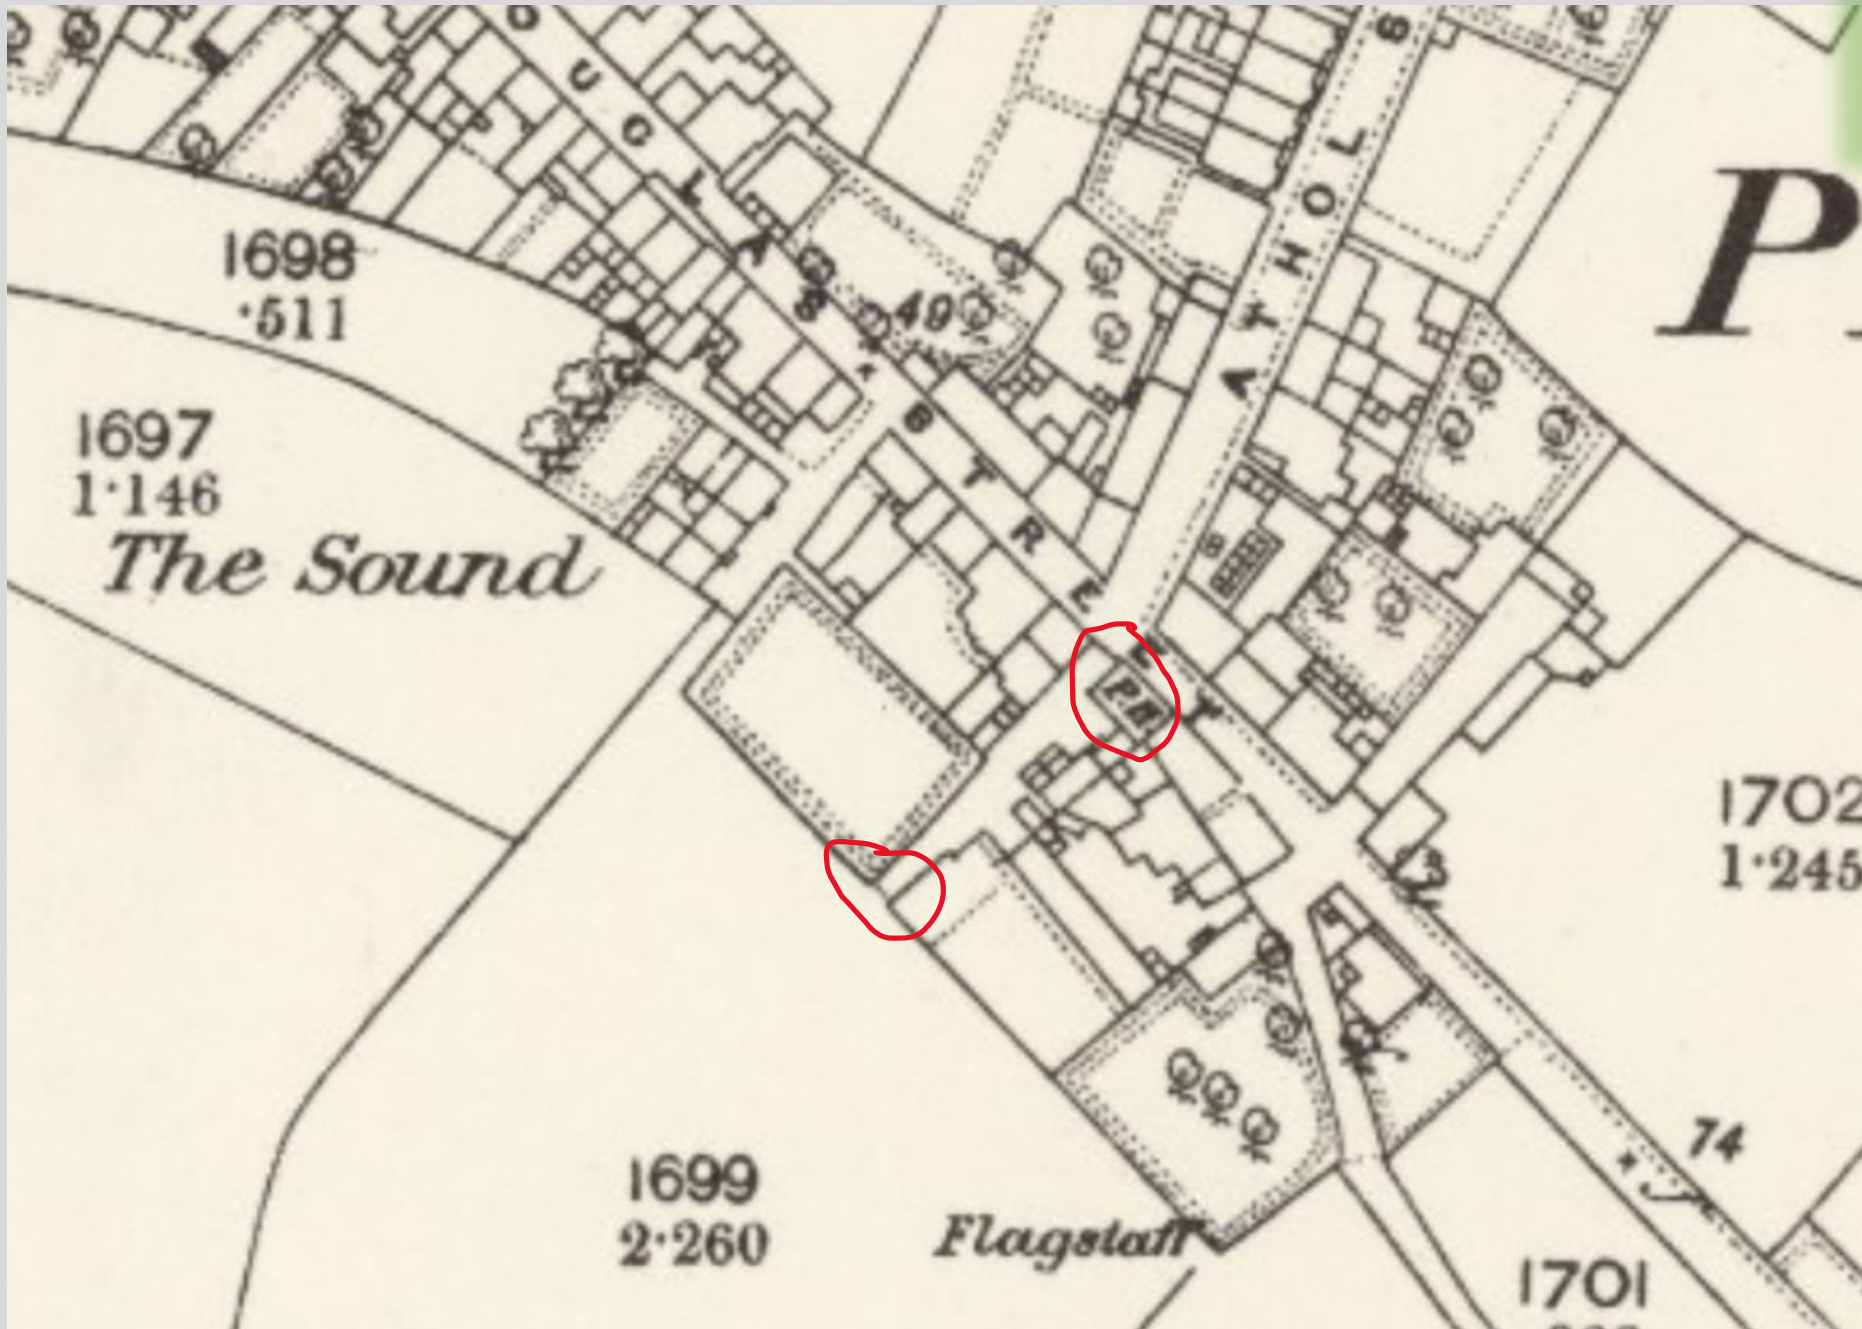 DOUGLAS STREET
ATHOLS
P
49
1698
·511
1697
1·146
The Sound
P.H.
1702
1·245
74
1699
2·260
Flagstaff
1701